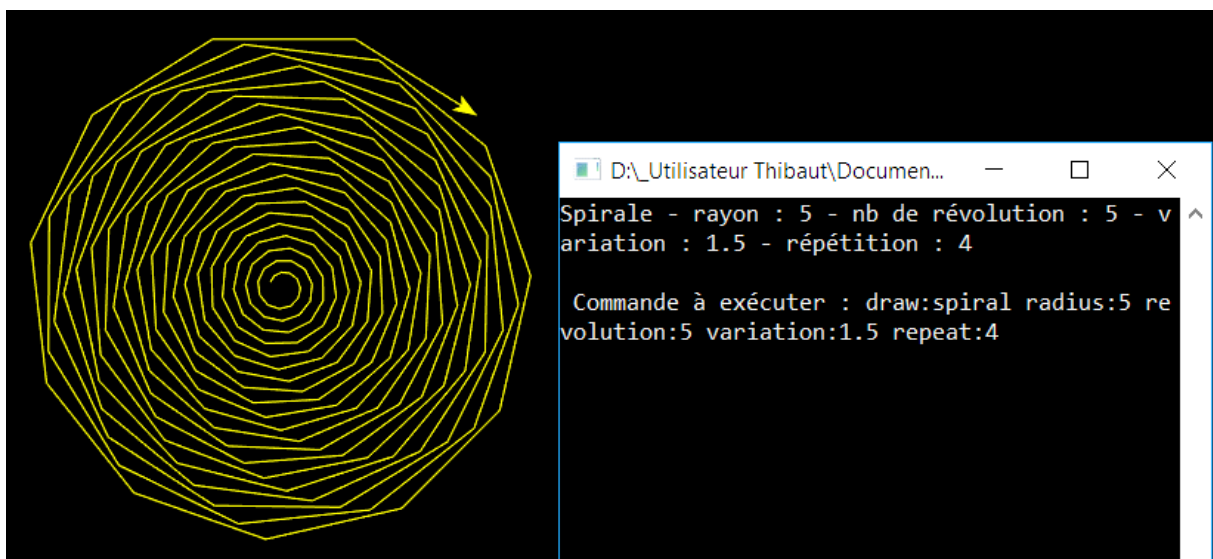 D:\_Utilisateur Thibaut\Documen...
Spirale - rayon : 5 - nb de révolution : 5 - v
ariation : 1.5 - répétition : 4
Commande à exécuter : draw:spiral radius:5 re
volution:5 variation:1.5 repeat:4